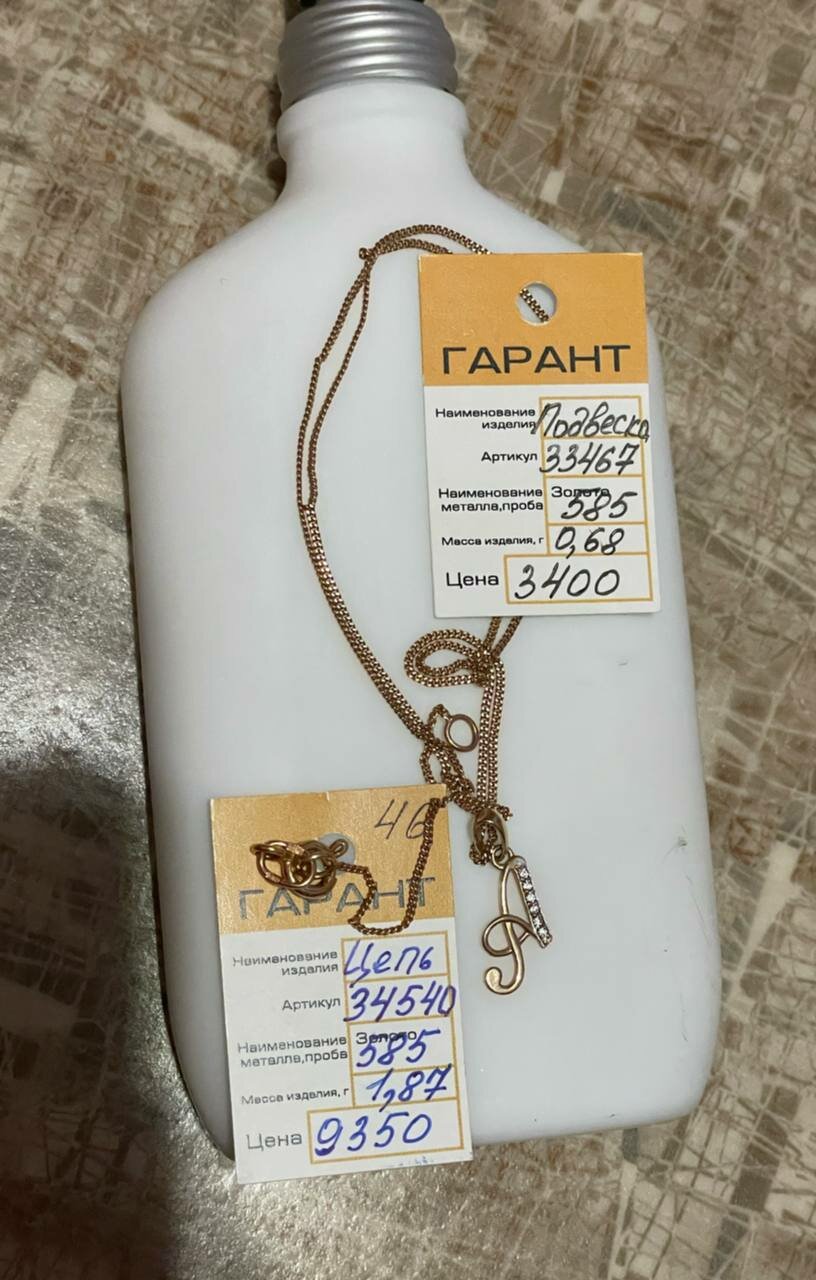 ГАРАНТ
Наименование изделия Подвеска
Артикул 33467
Наименование металла,проба Золото 585
Масса изделия, г 0,68
Цена 3400
46
ГАРАНТ
Наименование изделия Цепь
Артикул 34540
Наименование металла,проба Золото 585
Масса изделия, г 1,87
Цена 9350